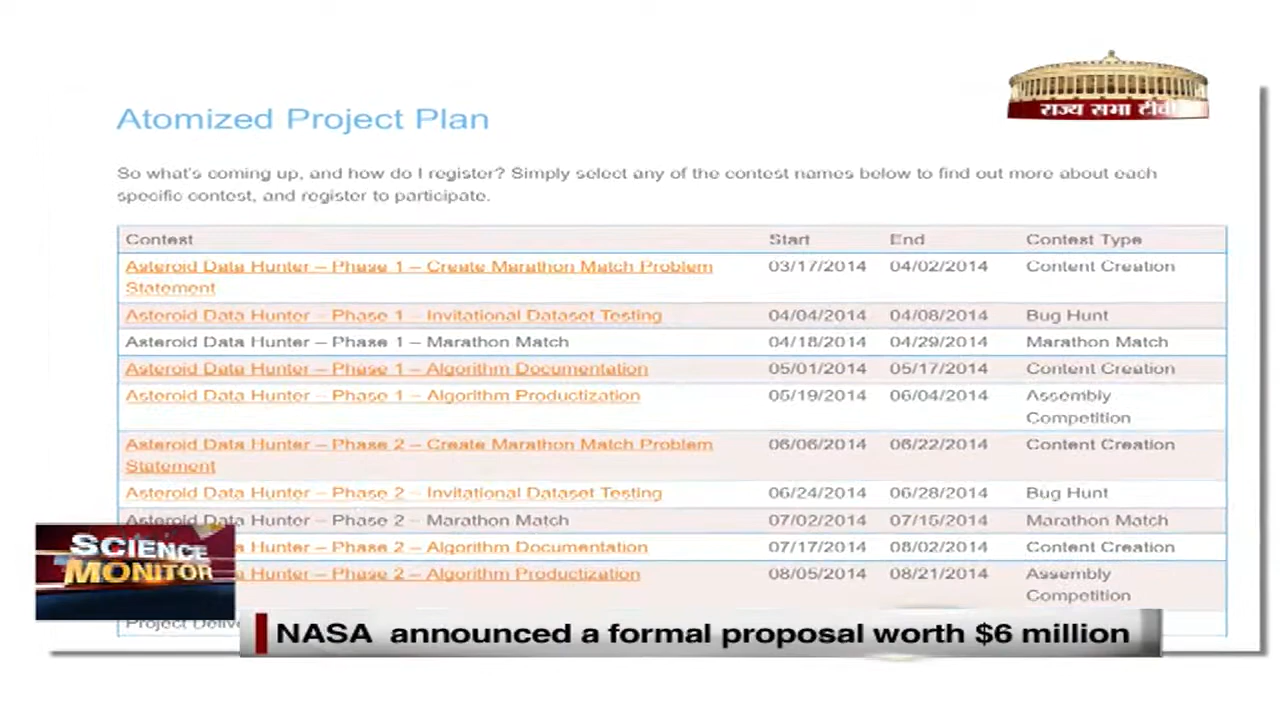 राज्य सभा टीवी
Atomized Project Plan
So what's coming up, and how do I register? Simply select any of the contest names below to find out more about each
specific contest, and register to participate.
Contest Start End Contest Type
Asteroid Data Hunter – Phase 1 – Create Marathon Match Problem 03/17/2014 04/02/2014 Content Creation
Statement
Asteroid Data Hunter – Phase 1 – Invitational Dataset Testing 04/04/2014 04/08/2014 Bug Hunt
Asteroid Data Hunter – Phase 1 – Marathon Match 04/18/2014 04/29/2014 Marathon Match
Asteroid Data Hunter – Phase 1 – Algorithm Documentation 05/01/2014 05/17/2014 Content Creation
Asteroid Data Hunter – Phase 1 – Algorithm Productization 05/19/2014 06/04/2014 Assembly
Competition
Asteroid Data Hunter – Phase 2 – Create Marathon Match Problem 06/06/2014 06/22/2014 Content Creation
Statement
Asteroid Data Hunter – Phase 2 – Invitational Dataset Testing 06/24/2014 06/28/2014 Bug Hunt
Asteroid Data Hunter – Phase 2 – Marathon Match 07/02/2014 07/15/2014 Marathon Match
Hunter – Phase 2 – Algorithm Documentation 07/17/2014 08/02/2014 Content Creation
Hunter – Phase 2 – Algorithm Productization 08/05/2014 08/21/2014 Assembly
Competition
Project
SCIENCE
MONITOR
NASA announced a formal proposal worth $6 million